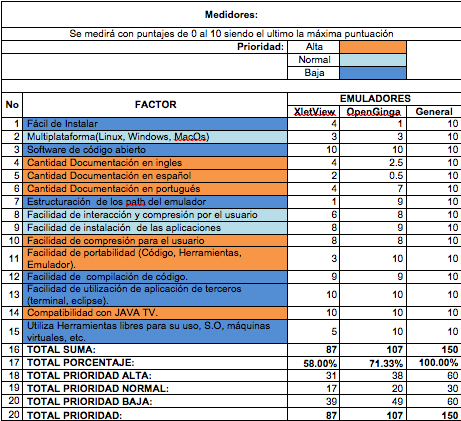 Medidores:
Se medirá con puntajes de 0 al 10 siendo el ultimo la máxima puntuación
Prioridad: Alta
Normal
Baja
No FACTOR EMULADORES
XletView OpenGinga General
1 Fácil de Instalar 4 1 10
2 Multiplataforma(Linux, Windows, MacOs) 3 3 10
3 Software de código abierto 10 10 10
4 Cantidad Documentación en ingles 4 2.5 10
5 Cantidad Documentación en español 2 0.5 10
6 Cantidad Documentación en portugués 4 7 10
7 Estructuración de los path del emulador 1 9 10
8 Facilidad de interacción y compresión por el usuario 6 8 10
9 Facilidad de instalación de las aplicaciones 8 9 10
10 Facilidad de compresión para el usuario 8 8 10
11 Facilidad de portabilidad (Código, Herramientas,
Emulador). 3 10 10
12 Facilidad de compilación de código. 9 9 10
13 Facilidad de utilización de aplicación de terceros
(terminal, eclipse). 10 10 10
14 Compatibilidad con JAVA TV. 10 10 10
15 Utiliza Herramientas libres para su uso, S.O, máquinas
virtuales, etc. 5 10 10
16 TOTAL SUMA: 87 107 150
17 TOTAL PORCENTAJE: 58.00% 71.33% 100.00%
18 TOTAL PRIORIDAD ALTA: 31 38 60
19 TOTAL PRIORIDAD NORMAL: 17 20 30
20 TOTAL PRIORIDAD BAJA: 39 49 60
20 TOTAL PRIORIDAD: 87 107 150